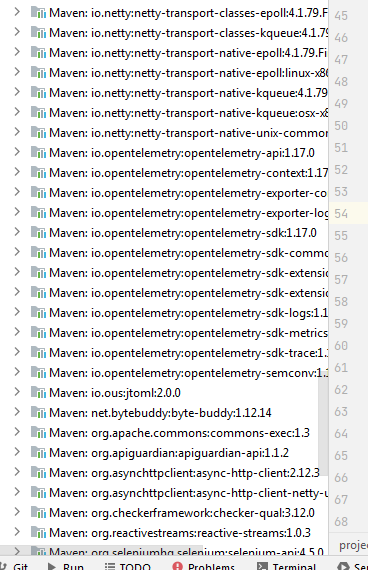 Maven: io.netty:netty-transport-classes-epoll:4.1.79.F
45
Maven: io.netty:netty-transport-classes-kqueue:4.1.79
46
Maven: io.netty:netty-transport-native-epoll:4.1.79.Fi
47
Maven: io.netty:netty-transport-native-epoll:linux-x86
48
Maven: io.netty:netty-transport-native-kqueue:4.1.79
49
Maven: io.netty:netty-transport-native-kqueue:osx-x8
50
Maven: io.netty:netty-transport-native-unix-common
51
Maven: io.opentelemetry:opentelemetry-api:1.17.0
52
Maven: io.opentelemetry:opentelemetry-context:1.17
53
Maven: io.opentelemetry:opentelemetry-exporter-co
54
Maven: io.opentelemetry:opentelemetry-exporter-log
55
Maven: io.opentelemetry:opentelemetry-sdk:1.17.0
56
Maven: io.opentelemetry:opentelemetry-sdk-commo
57
Maven: io.opentelemetry:opentelemetry-sdk-extensio
58
Maven: io.opentelemetry:opentelemetry-sdk-extensio
59
Maven: io.opentelemetry:opentelemetry-sdk-logs:1.1
60
Maven: io.opentelemetry:opentelemetry-sdk-metrics
61
Maven: io.opentelemetry:opentelemetry-sdk-trace:1.
62
Maven: io.opentelemetry:opentelemetry-semconv:1.
63
Maven: io.ous:jtoml:2.0.0
64
Maven: net.bytebuddy:byte-buddy:1.12.14
65
Maven: org.apache.commons:commons-exec:1.3
66
Maven: org.apiguardian:apiguardian-api:1.1.2
67
Maven: org.asynchttpclient:async-http-client:2.12.3
68
Maven: org.asynchttpclient:async-http-client-netty-u
Maven: org.checkerframework:checker-qual:3.12.0
Maven: org.reactivestreams:reactive-streams:1.0.3
projec
Maven: org.seleniumhq.selenium:selenium-api:4.5.0
Git Run TODO Problems Terminal Se